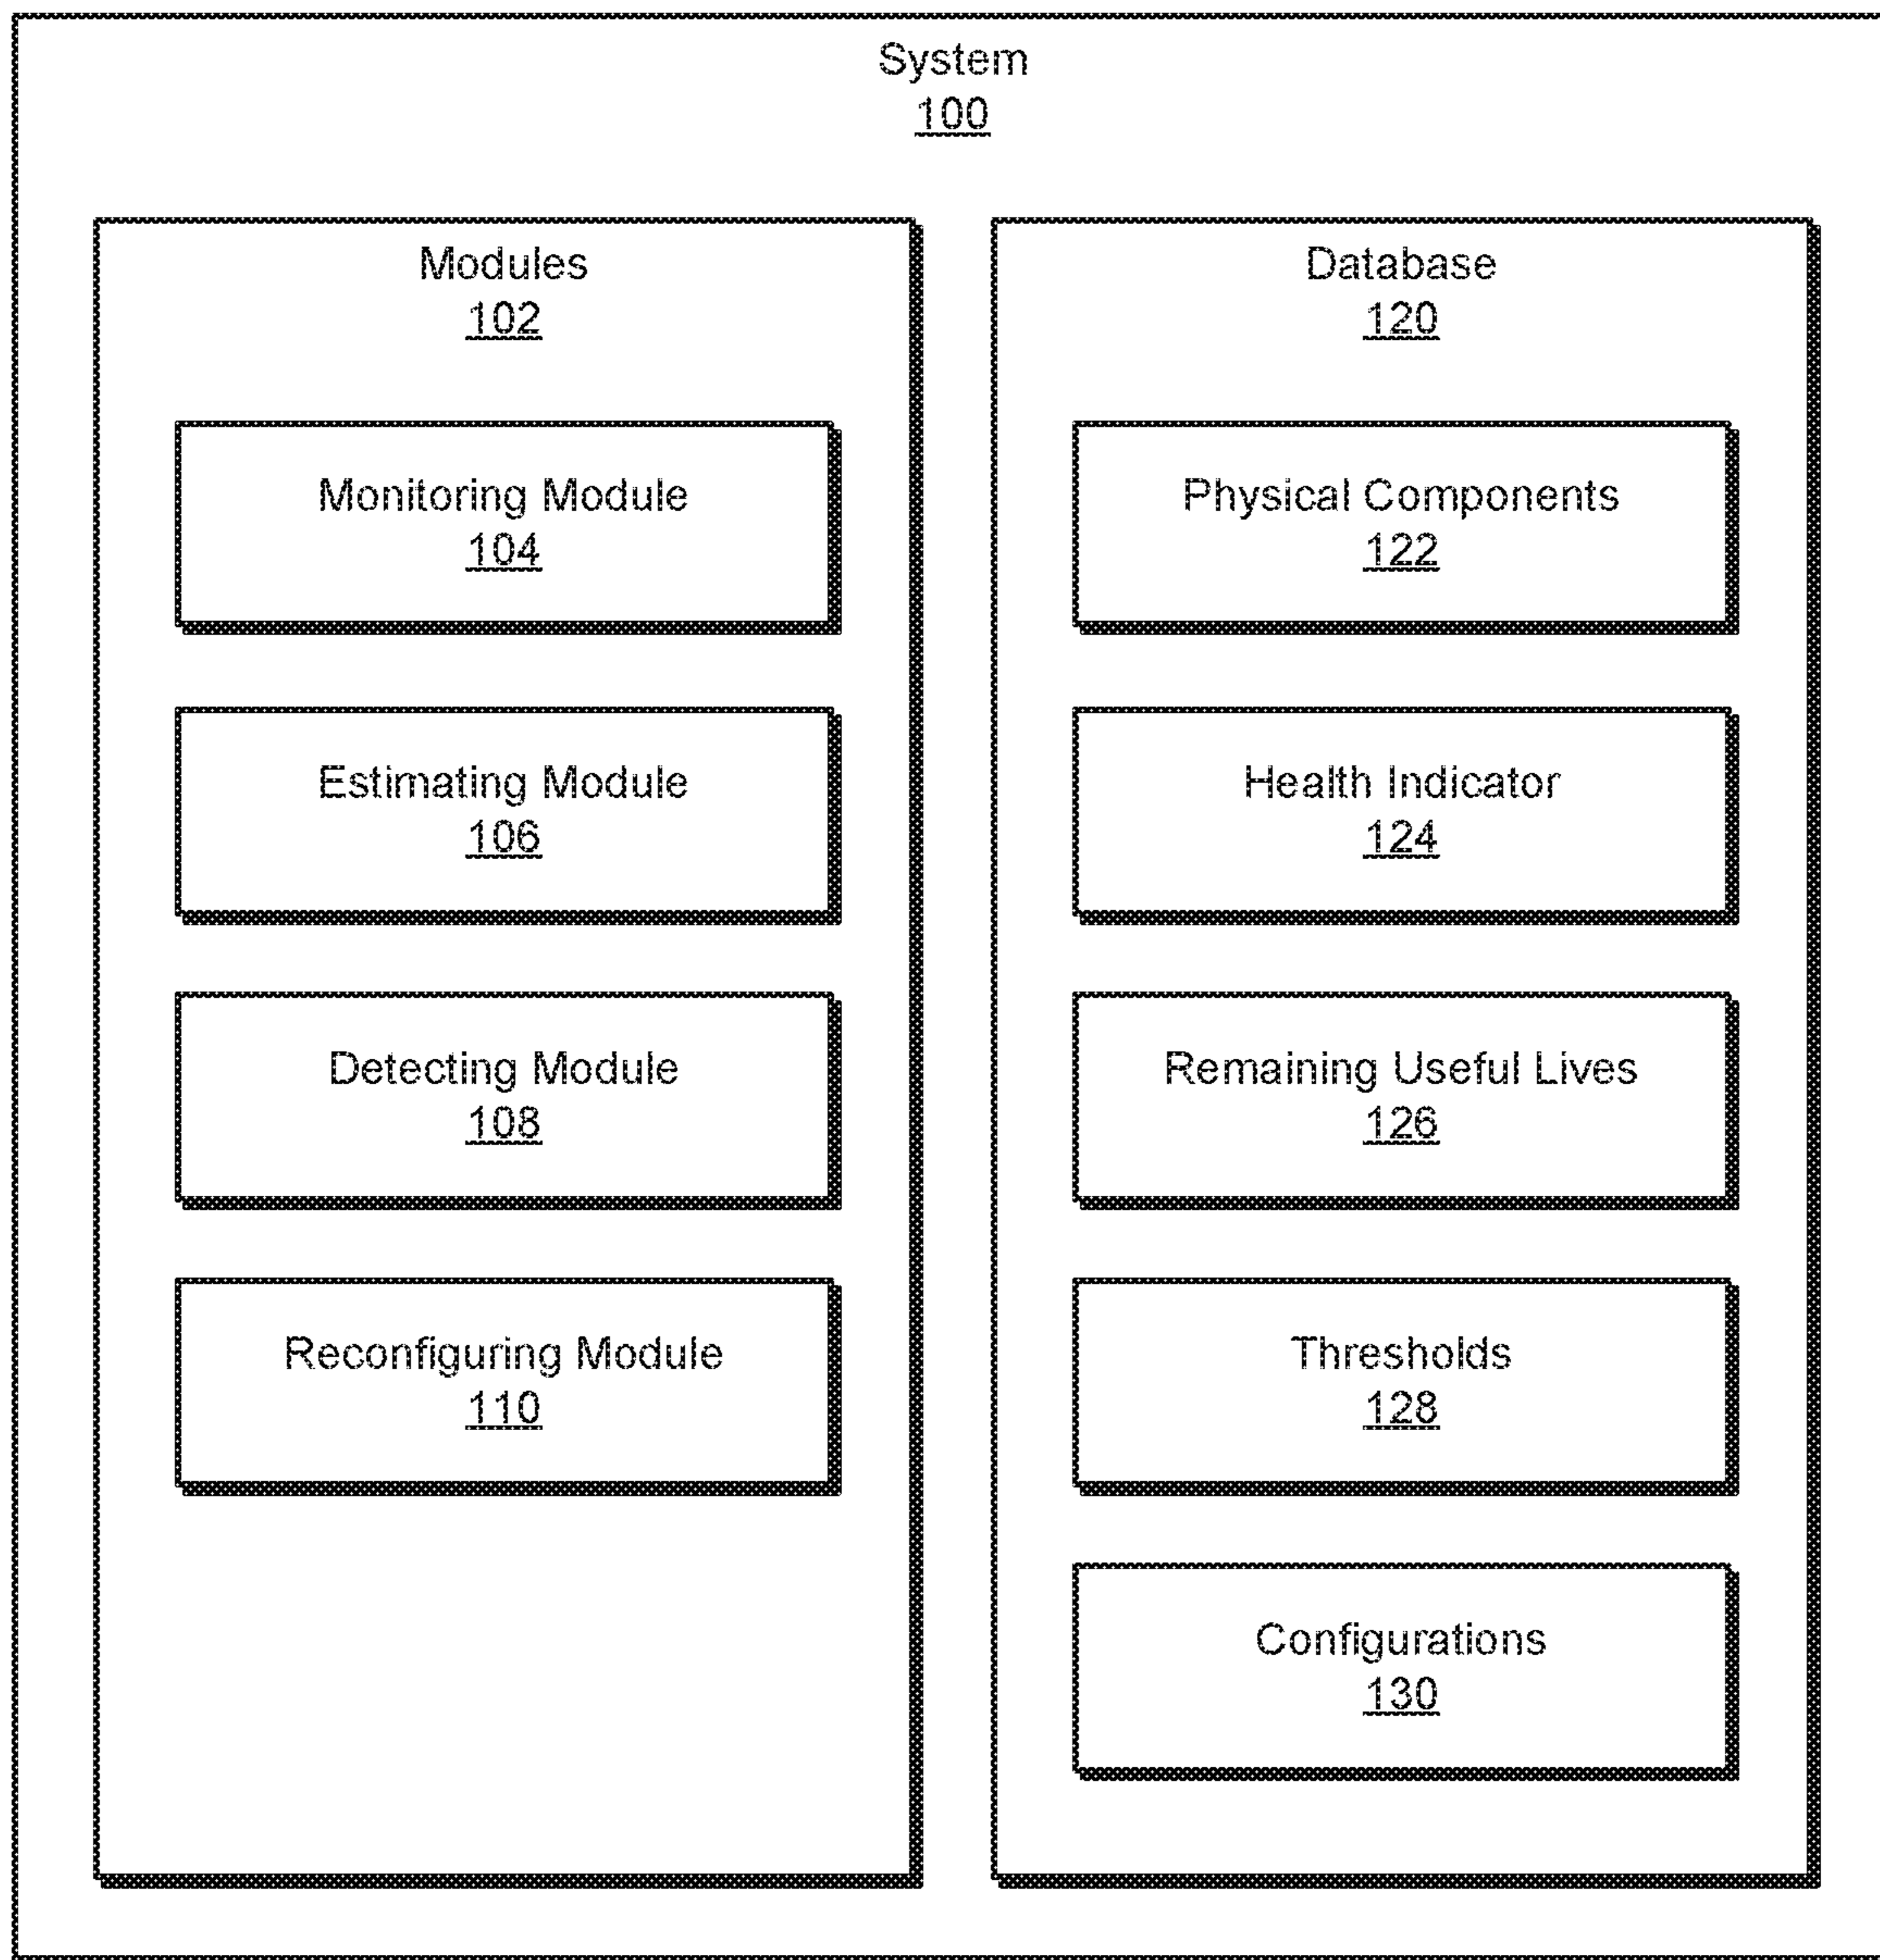 System
100
Modules
102
Monitoring Module
104
Estimating Module
106
Detecting Module
108
Reconfiguring Module
110
Database
120
Physical Components
122
Health Indicator
124
Remaining Useful Lives
126
Thresholds
128
Configurations
130